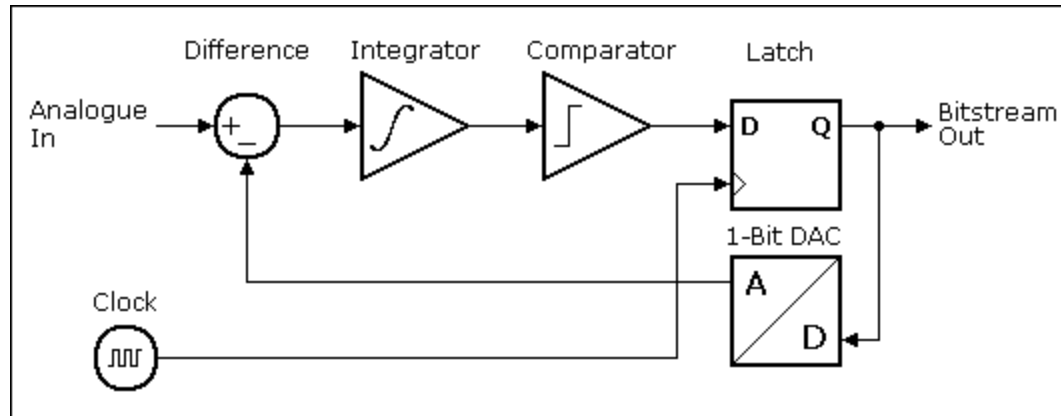 Difference
Integrator
Comparator
Latch
Analogue
In
+
−
D
Q
Bitstream
Out
1-Bit DAC
A
D
Clock